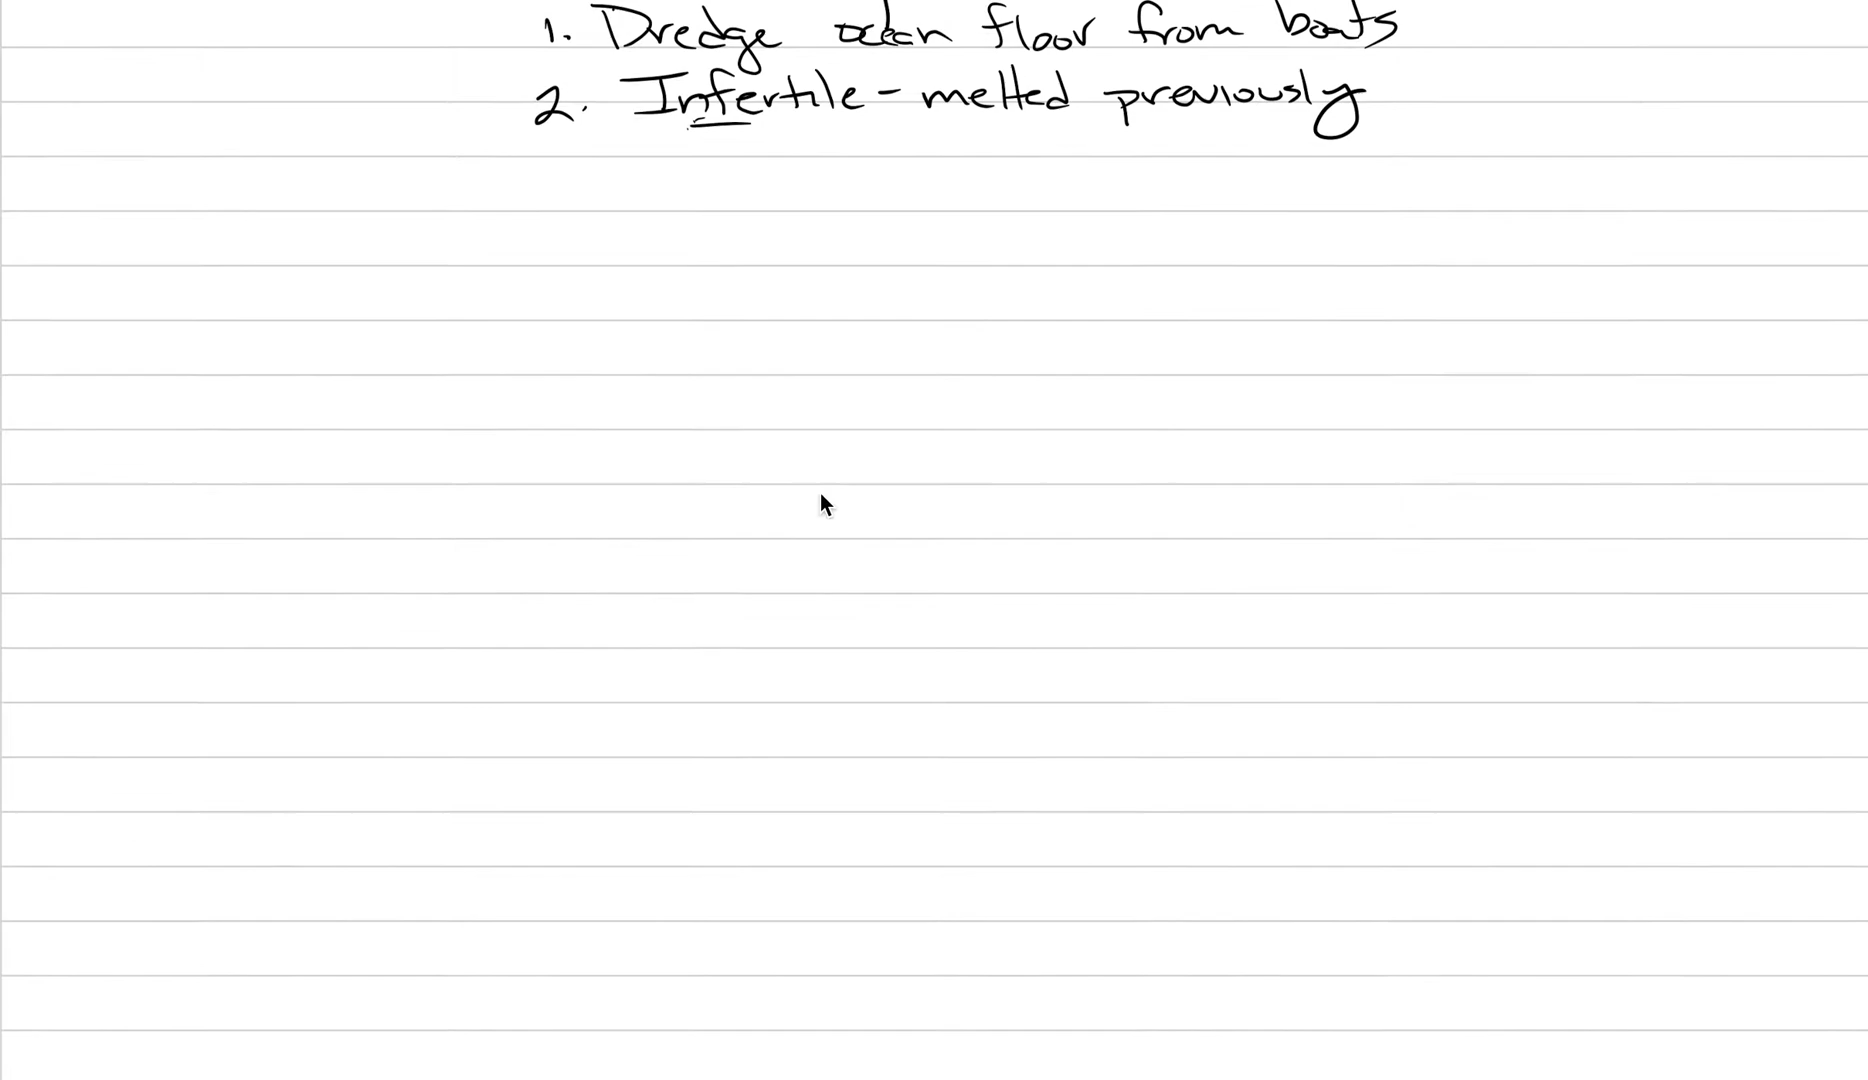 1. Dredge ocean floor from boats
2. Infertile - melted previously